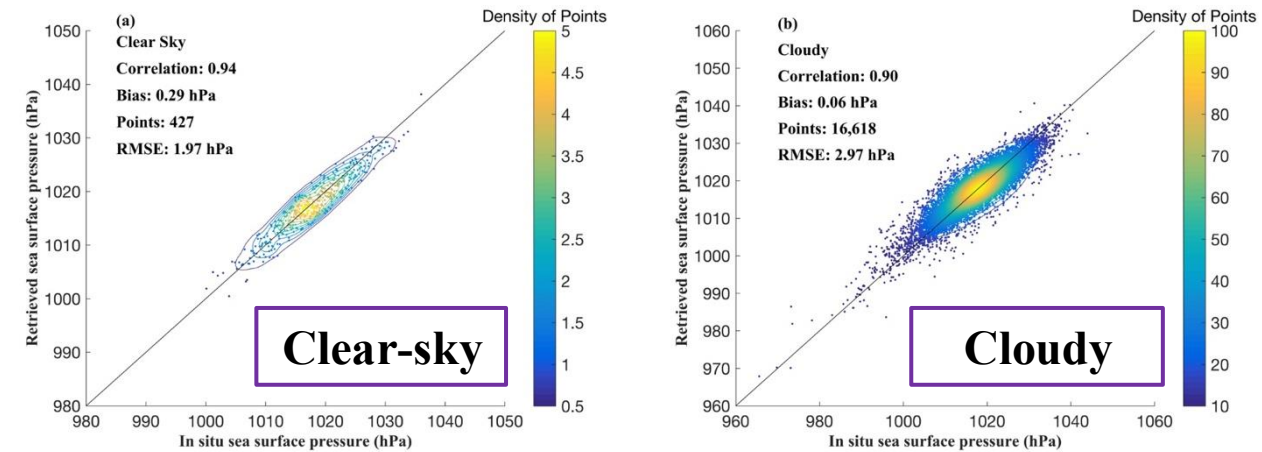 Density of Points
(a)
Clear Sky
Correlation: 0.94
Bias: 0.29 hPa
Points: 427
RMSE: 1.97 hPa
Retrieved sea surface pressure (hPa)
1050
1040
1030
1020
1010
1000
990
980
980 990 1000 1010 1020 1030 1040 1050
In situ sea surface pressure (hPa)
5
4.5
4
3.5
3
2.5
2
1.5
1
0.5
Clear-sky
Density of Points
(b)
Cloudy
Correlation: 0.90
Bias: 0.06 hPa
Points: 16,618
RMSE: 2.97 hPa
Retrieved sea surface pressure (hPa)
1060
1050
1040
1030
1020
1010
1000
990
980
970
960
960 980 1000 1020 1040 1060
In situ sea surface pressure (hPa)
100
90
80
70
60
50
40
30
20
10
Cloudy